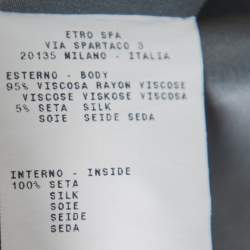 ETRO SPA
VIA SPARTACO 3
20135 MILANO - ITALIA
ESTERNO - BODY
95% VISCOSA RAYON VISCOSE
VISCOSE VISKOSE VISCOSA
5% SETA SILK
SOIE SEIDE SEDA
INTERNO - INSIDE
100% SETA
SILK
SOIE
SEIDE
SEDA